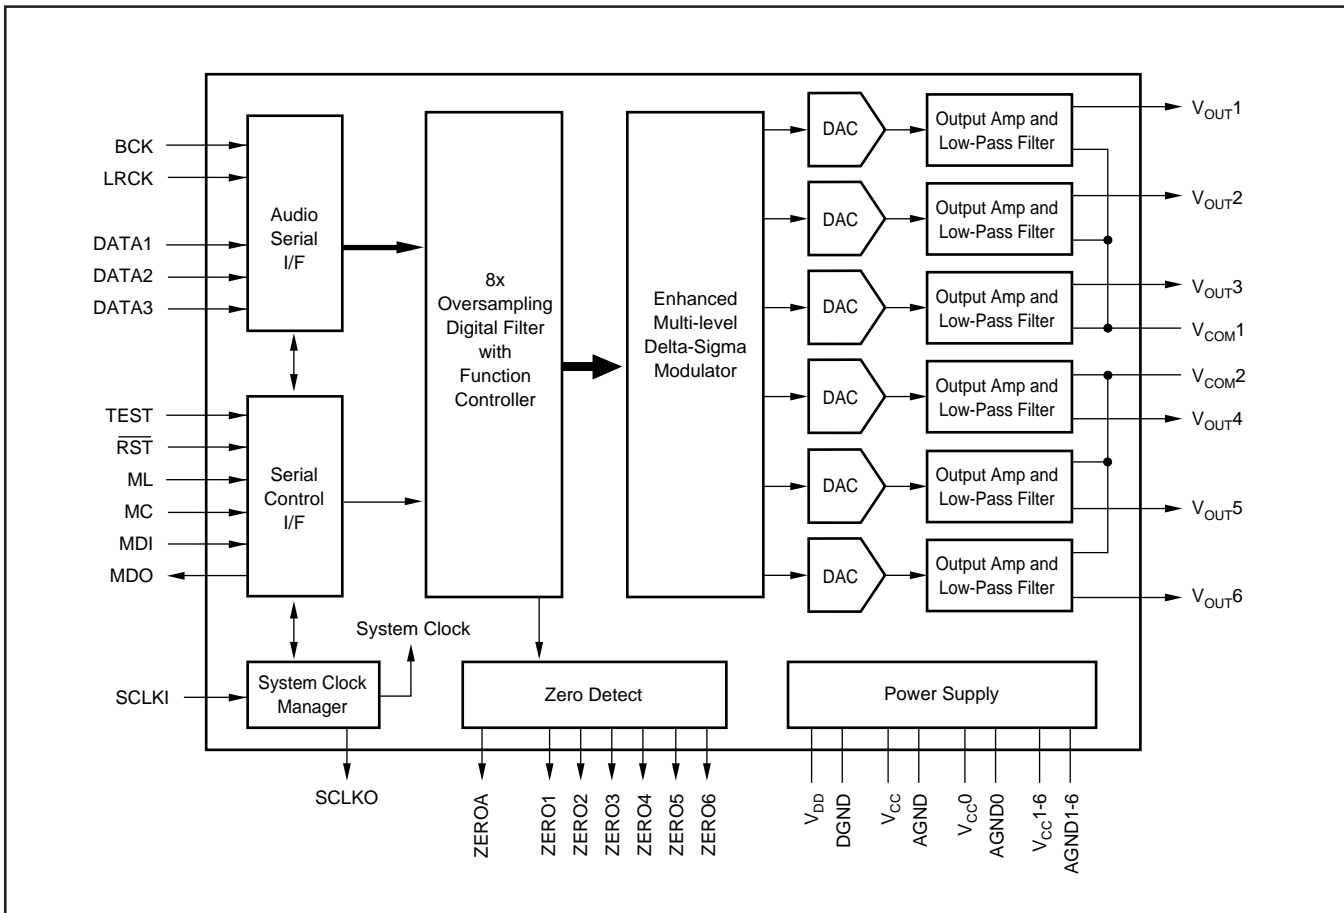 BCK
LRCK
DATA1
DATA2
DATA3
Audio
Serial
I/F
TEST
RST
ML
MC
MDI
MDO
Serial
Control
I/F
SCLKI
System Clock
Manager
System Clock
SCLKO
8x
Oversampling
Digital Filter
with
Function
Controller
Enhanced
Multi-level
Delta-Sigma
Modulator
DAC
Output Amp and
Low-Pass Filter
VOUT1
DAC
Output Amp and
Low-Pass Filter
VOUT2
DAC
Output Amp and
Low-Pass Filter
VOUT3
VCOM1
DAC
Output Amp and
Low-Pass Filter
VCOM2
VOUT4
DAC
Output Amp and
Low-Pass Filter
VOUT5
DAC
Output Amp and
Low-Pass Filter
VOUT6
Zero Detect
ZEROA
ZERO1
ZERO2
ZERO3
ZERO4
ZERO5
ZERO6
Power Supply
VDD
DGND
VCC
AGND
VCC0
AGND0
VCC1-6
AGND1-6